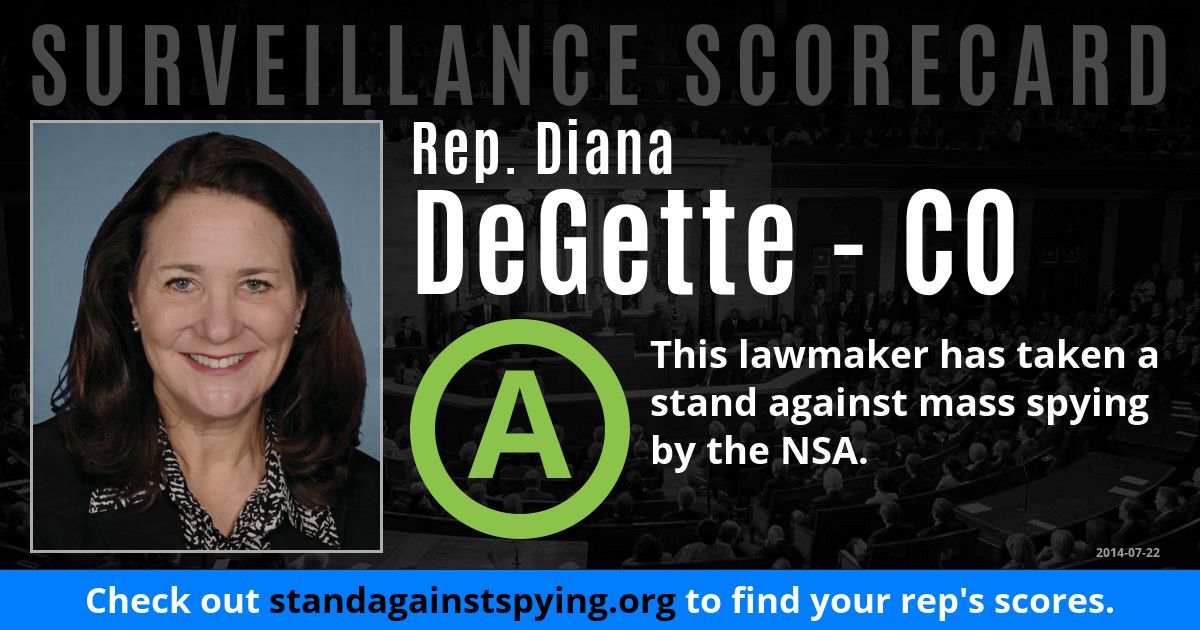 SURVEILLANCE SCORECARD
Rep. Diana
DeGette - CO
A
This lawmaker has taken a
stand against mass spying
by the NSA.
2014-07-22
Check out standagainstspying.org to find your rep's scores.